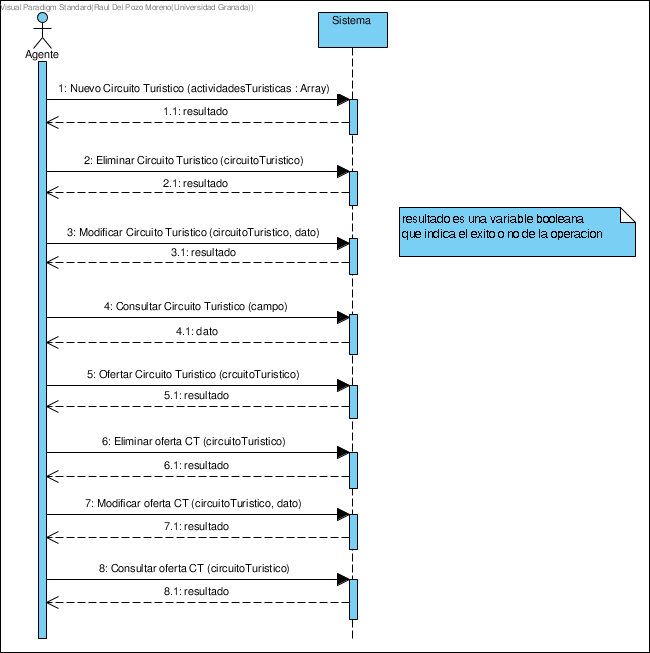 Visual Paradigm Standard(Raul Del Pozo Moreno(Universidad Granada))
Sistema
Agente
1: Nuevo Circuito Turistico (actividadesTuristicas : Array)
1.1: resultado
2: Eliminar Circuito Turistico (circuitoTuristico)
2.1: resultado
resultado es una variable booleana
que indica el exito o no de la operacion
3: Modificar Circuito Turistico (circuitoTuristico, dato)
3.1: resultado
4: Consultar Circuito Turistico (campo)
4.1: dato
5: Ofertar Circuito Turistico (crcuitoTuristico)
5.1: resultado
6: Eliminar oferta CT (circuitoTuristico)
6.1: resultado
7: Modificar oferta CT (circuitoTuristico, dato)
7.1: resultado
8: Consultar oferta CT (circuitoTuristico)
8.1: resultado